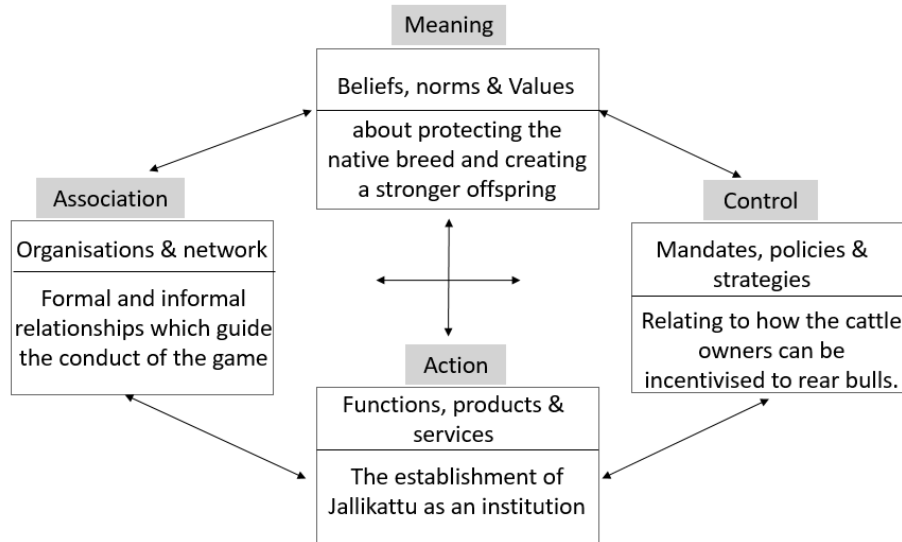 Meaning
Beliefs, norms & Values
about protecting the
native breed and creating
a stronger offspring
Association
Organisations & network
Formal and informal
relationships which guide
the conduct of the game
Control
Mandates, policies &
strategies
Relating to how the cattle
owners can be
incentivised to rear bulls.
Action
Functions, products &
services
The establishment of
Jallikattu as an institution